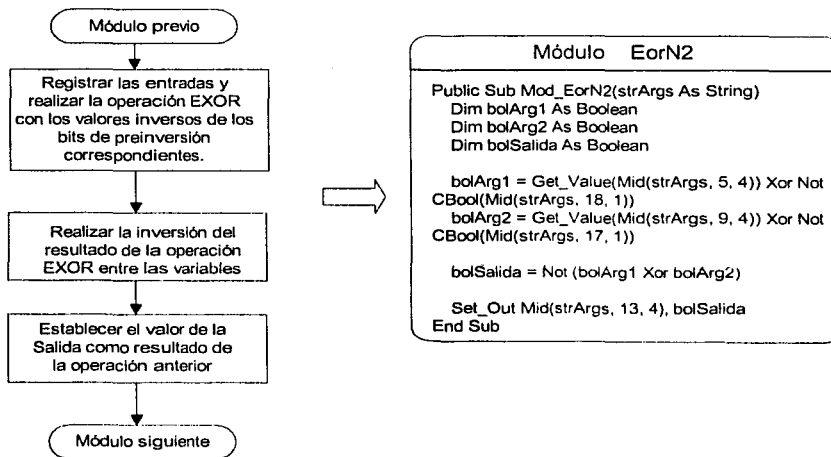 Módulo previo
Registrar las entradas y
realizar la operación EXOR
con los valores inversos de los
bits de preinversión
correspondientes.
Realizar la inversión del
resultado de la operación
EXOR entre las variables
Establecer el valor de la
Salida como resultado de
la operación anterior
Módulo siguiente
Módulo EorN2
Public Sub Mod_EorN2(strArgs As String)
Dim bolArg1 As Boolean
Dim bolArg2 As Boolean
Dim bolSalida As Boolean
bolArg1 = Get_Value(Mid(strArgs, 5, 4)) Xor Not
CBool(Mid(strArgs, 18, 1))
bolArg2 = Get_Value(Mid(strArgs, 9, 4)) Xor Not
CBool(Mid(strArgs, 17, 1))
bolSalida = Not (bolArg1 Xor bolArg2)
Set_Out Mid(strArgs, 13, 4), bolSalida
End Sub